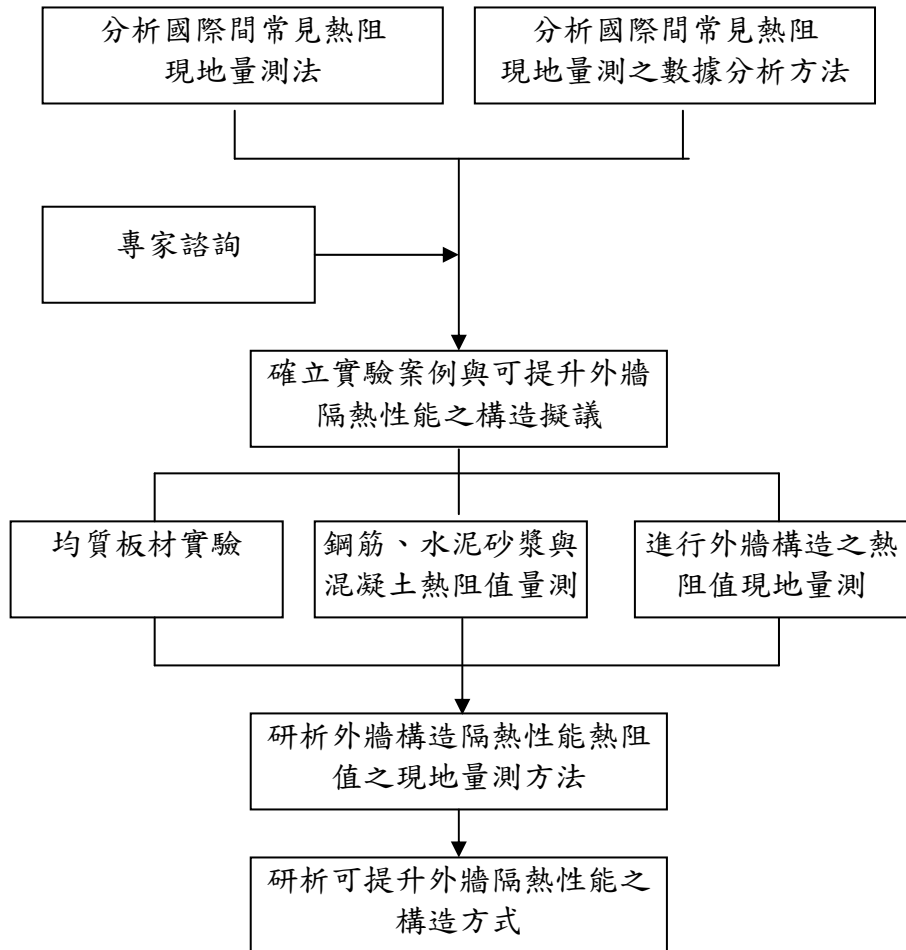 分析國際間常見熱阻
現地量測法
分析國際間常見熱阻
現地量測之數據分析方法
專家諮詢
確立實驗案例與可提升外牆
隔熱性能之構造擬議
均質板材實驗
鋼筋、水泥砂漿與
混凝土熱阻值量測
進行外牆構造之熱
阻值現地量測
研析外牆構造隔熱性能熱阻
值之現地量測方法
研析可提升外牆隔熱性能之
構造方式